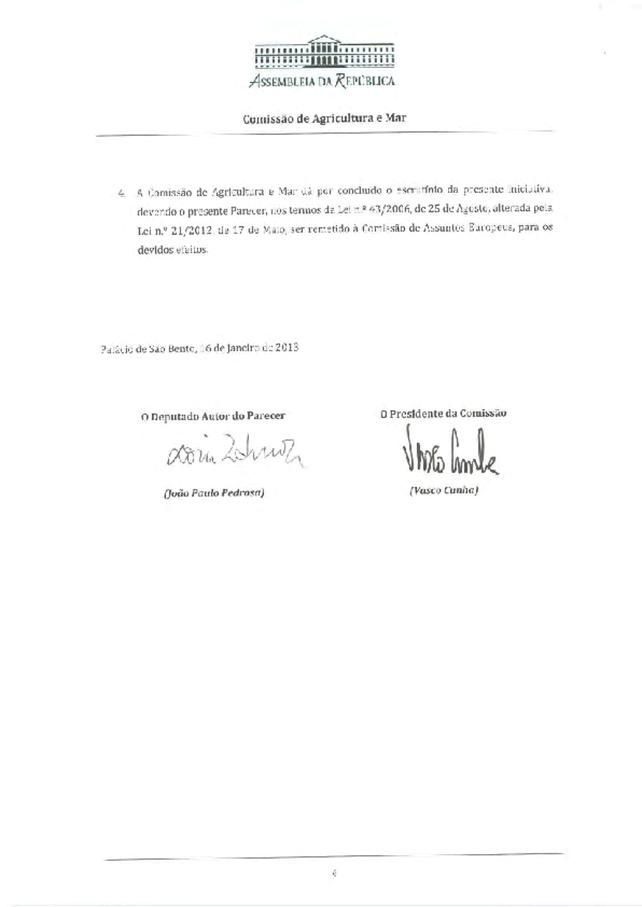 ASSEMBLEIA DA REPÚBLICA
Comissão de Agricultura e Mar
4. A Comissão de Agricultura e Mar dá por concluído o escrutínio da presente iniciativa,
devendo o presente Parecer, nos termos da Lei n.º 43/2006, de 25 de Agosto, alterada pela
Lei n.º 21/2012, de 17 de Maio, ser remetido à Comissão de Assuntos Europeus, para os
devidos efeitos.
Palácio de São Bento, 16 de Janeiro de 2013
O Deputado Autor do Parecer
O Presidente da Comissão
Vasco Cunha
(João Paulo Pedrosa)
(Vasco Cunha)
6